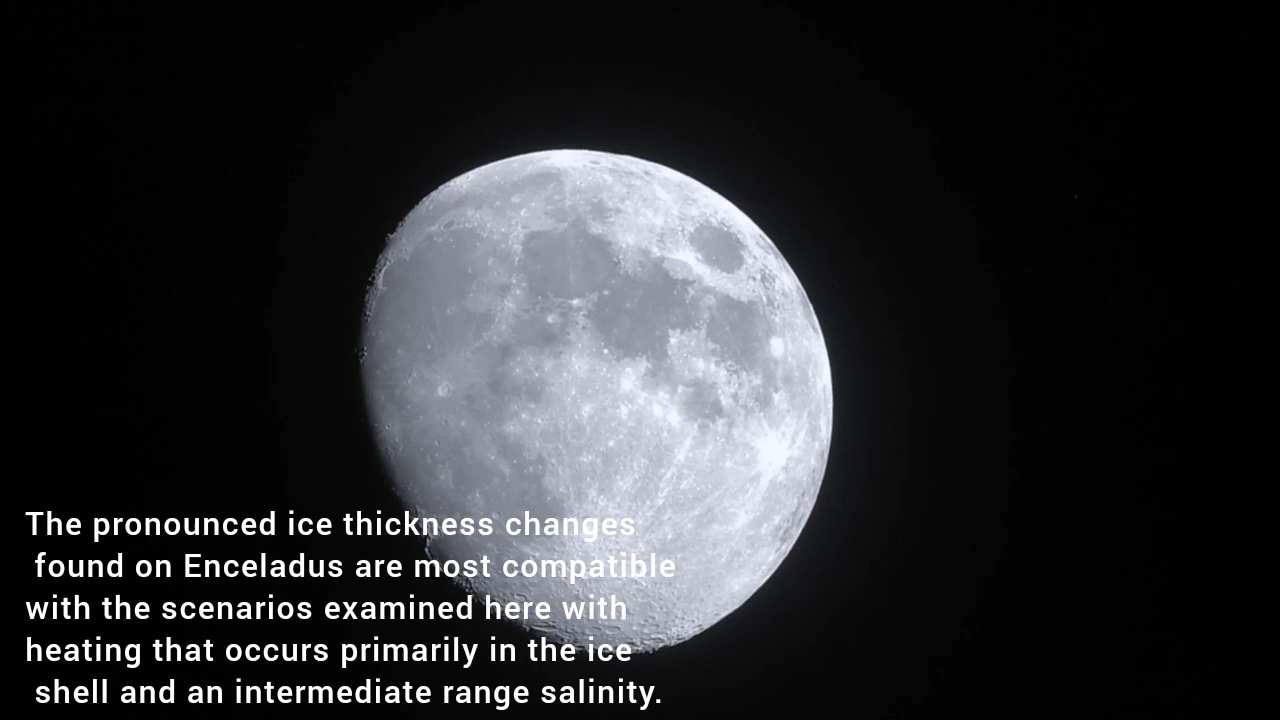 The pronounced ice thickness changes
found on Enceladus are most compatible
with the scenarios examined here with
heating that occurs primarily in the ice
shell and an intermediate range salinity.